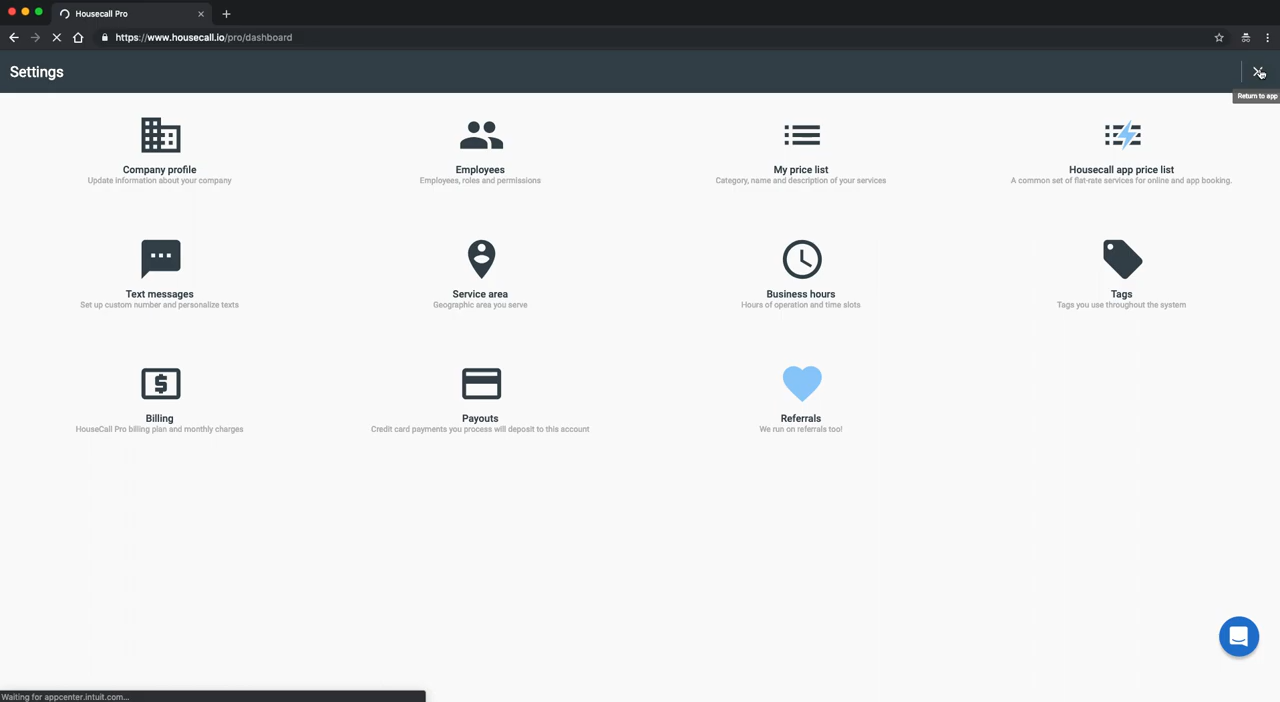 Housecall Pro
https://www.housecall.io/pro/dashboard
Settings
Return to app
Company profile
Update information about your company
Employees
Employees, roles and permissions
My price list
Category, name and description of your services
Housecall app price list
A common set of flat-rate services for online and app booking.
Text messages
Set up custom number and personalize texts
Service area
Geographic area you serve
Business hours
Hours of operation and time slots
Tags
Tags you use throughout the system
Billing
HouseCall Pro billing plan and monthly charges
Payouts
Credit card payments you process will deposit to this account
Referrals
We run on referrals too!
Waiting for appcenter.intuit.com...